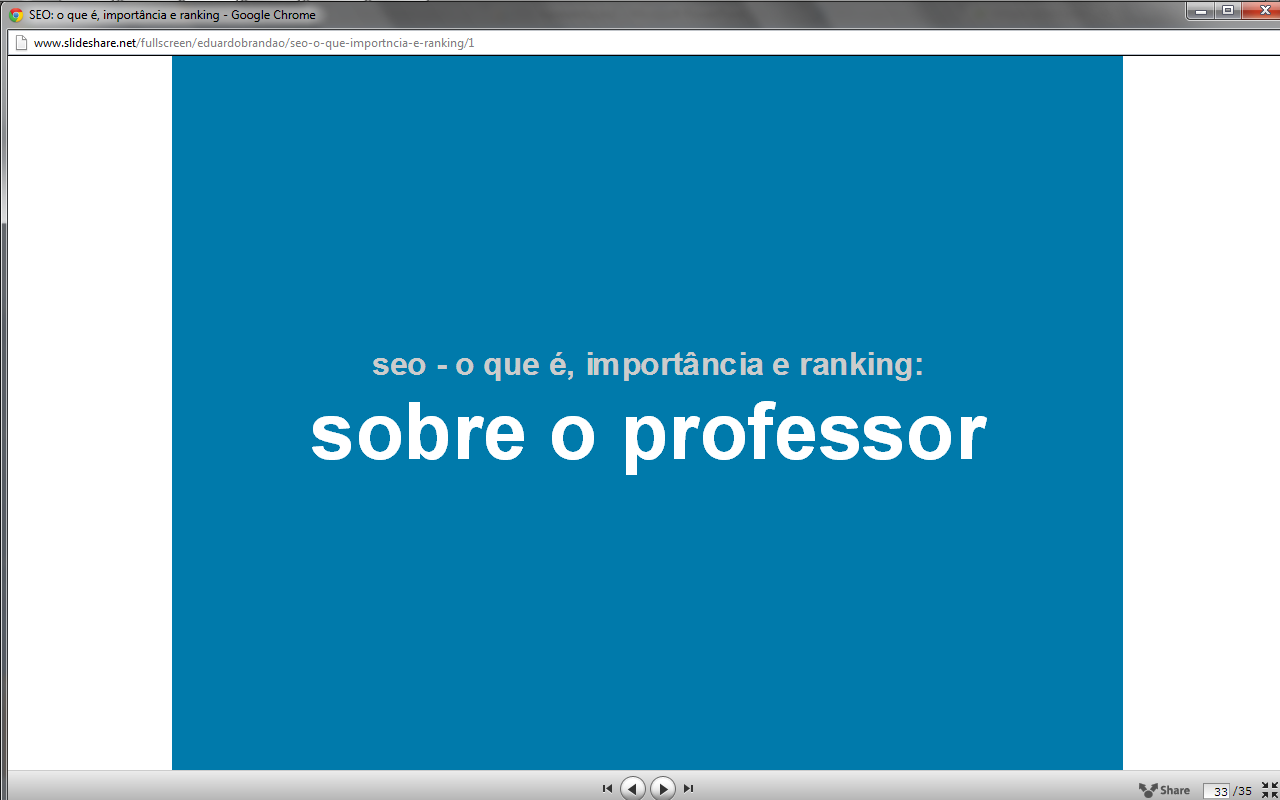 SEO: o que é, importância e ranking - Google Chrome
www.slideshare.net/fullscreen/eduardobrandao/seo-o-que-importncia-e-ranking/1
seo - o que é, importância e ranking:
sobre o professor
Share 33 /35